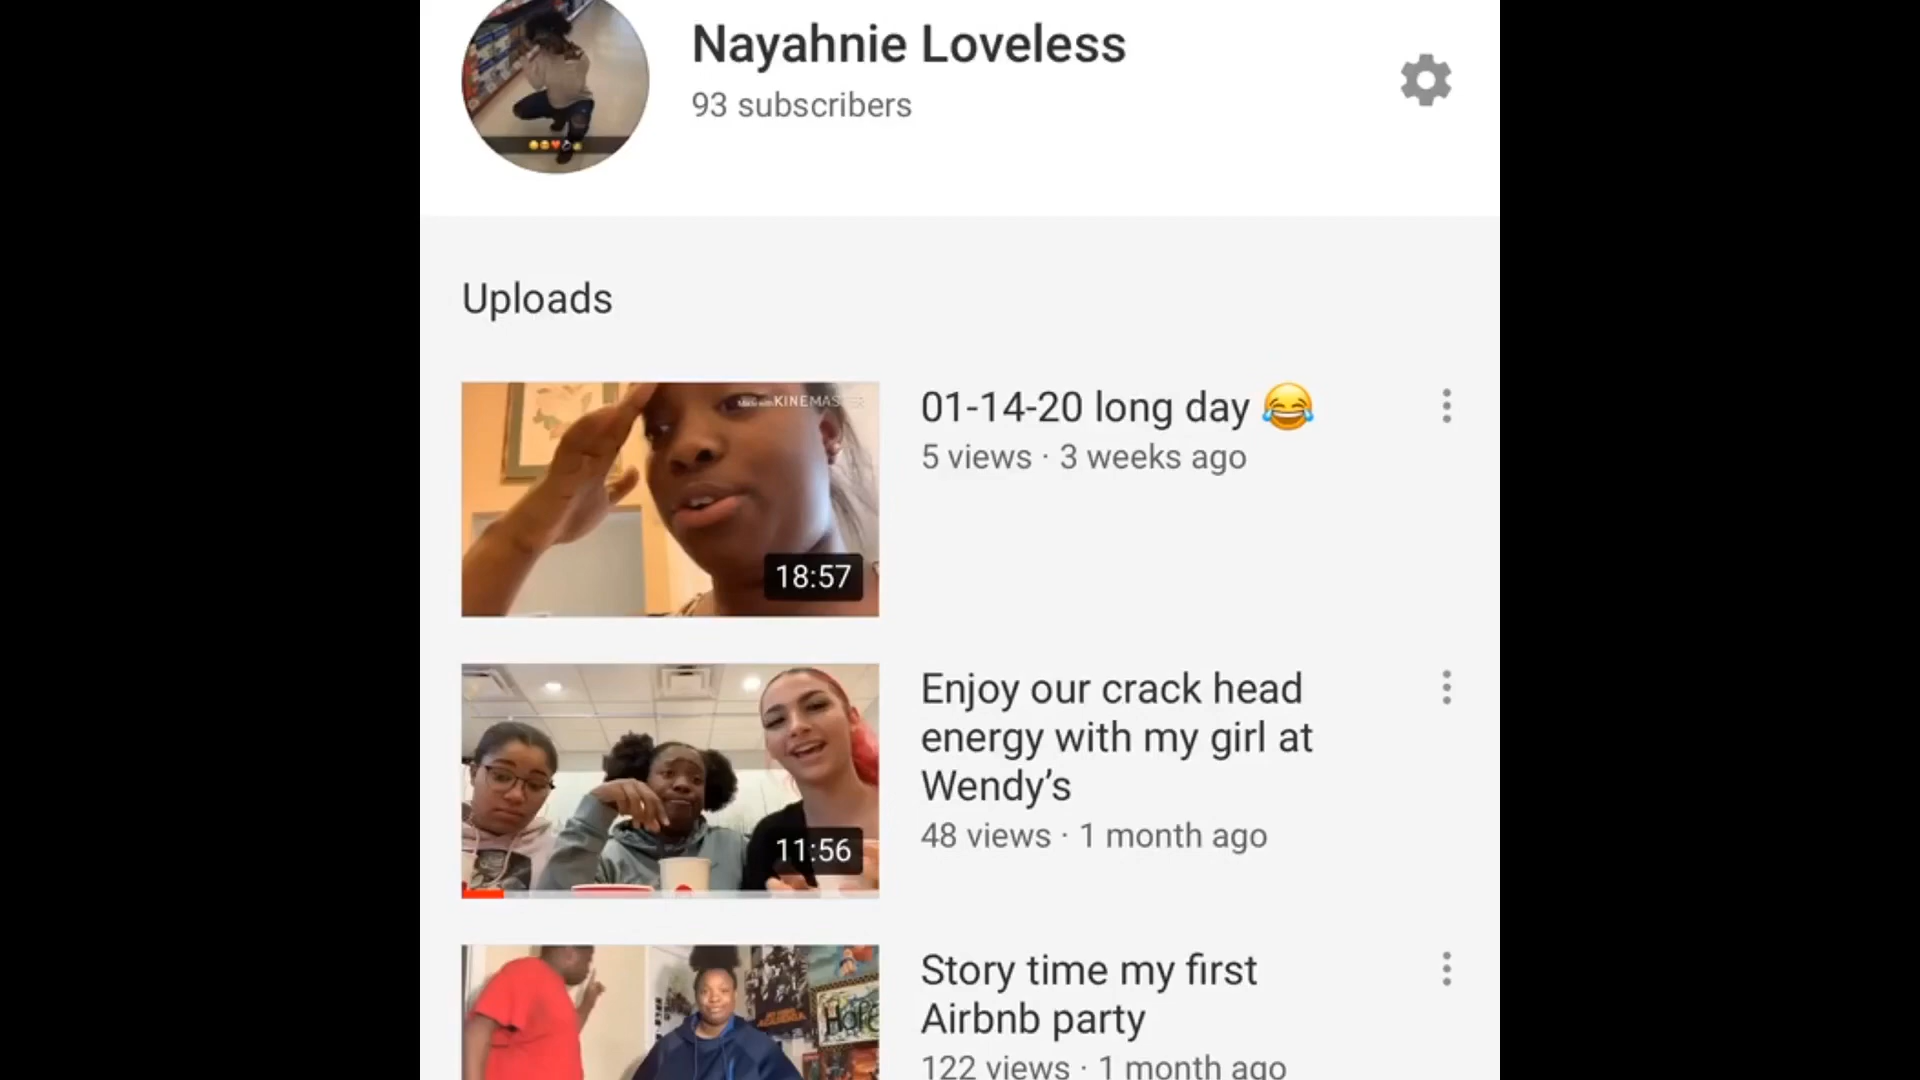 Nayahnie Loveless
93 subscribers
Uploads
KINEMAS
18:57
01-14-20 long day 😂
5 views · 3 weeks ago
11:56
Enjoy our crack head
energy with my girl at
Wendy’s
48 views · 1 month ago
HOPE
Story time my first
Airbnb party
122 views · 1 month ago